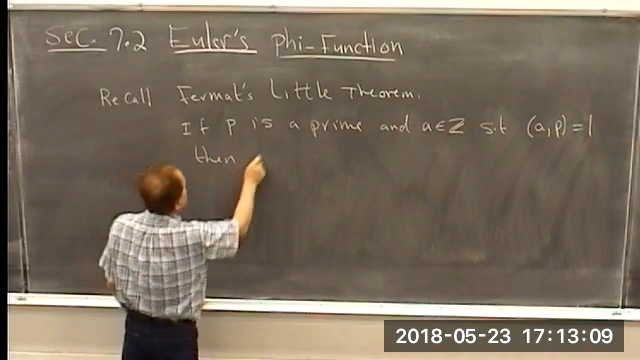 Sec. 7.2 Euler's Phi-Function
Recall Fermat's Little Theorem.
If p is a prime and a∈Z s.t (a,p)=1
then
2018-05-23 17:13:09